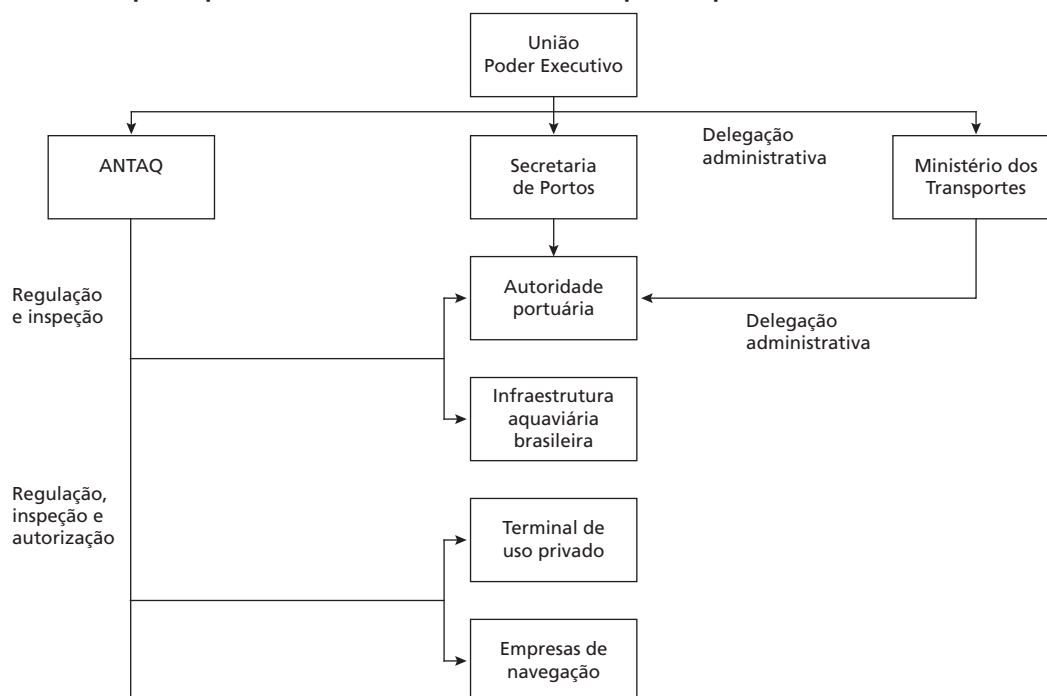 União
Poder Executivo
ANTAQ
Secretaria
de Portos
Delegação
administrativa
Ministério dos
Transportes
Regulação
e inspeção
Autoridade
portuária
Delegação
administrativa
Infraestrutura
aquaviária
brasileira
Regulação,
inspeção e
autorização
Terminal de
uso privado
Empresas de
navegação